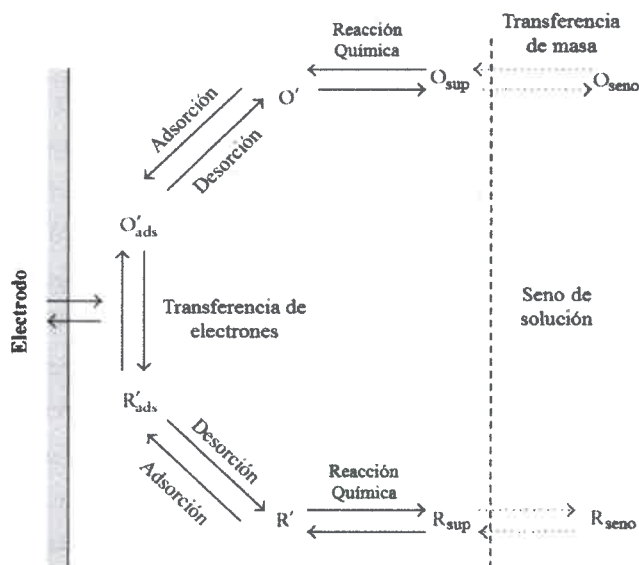 Transferencia
de masa
Reacción
Química
O_sup
O_seno
O'
Adsorción
Desorción
O'_ads
Electrodo
Transferencia de
electrones
Seno de
solución
R'_ads
Desorción
Adsorción
Reacción
Química
R'
R_sup
R_seno